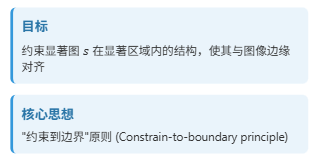 目标
约束显著图 s 在显著区域内的结构，使其与图像边缘
对齐
核心思想
"约束到边界"原则 (Constrain-to-boundary principle)